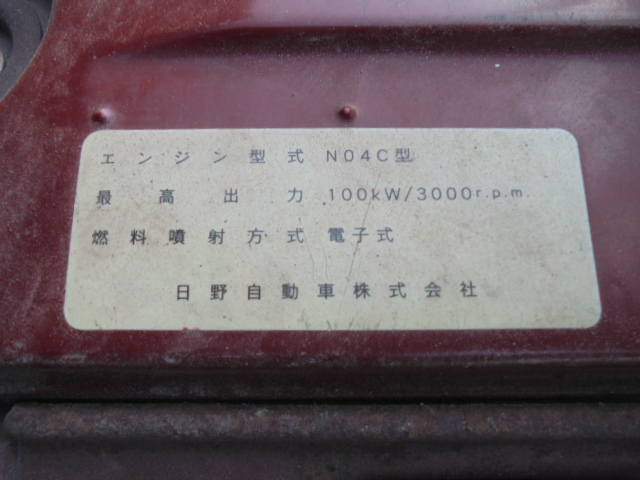 エンジン型式 N04C型
最高出力 100kW/3000r.p.m.
燃料噴射方式 電子式
日野自動車株式会社